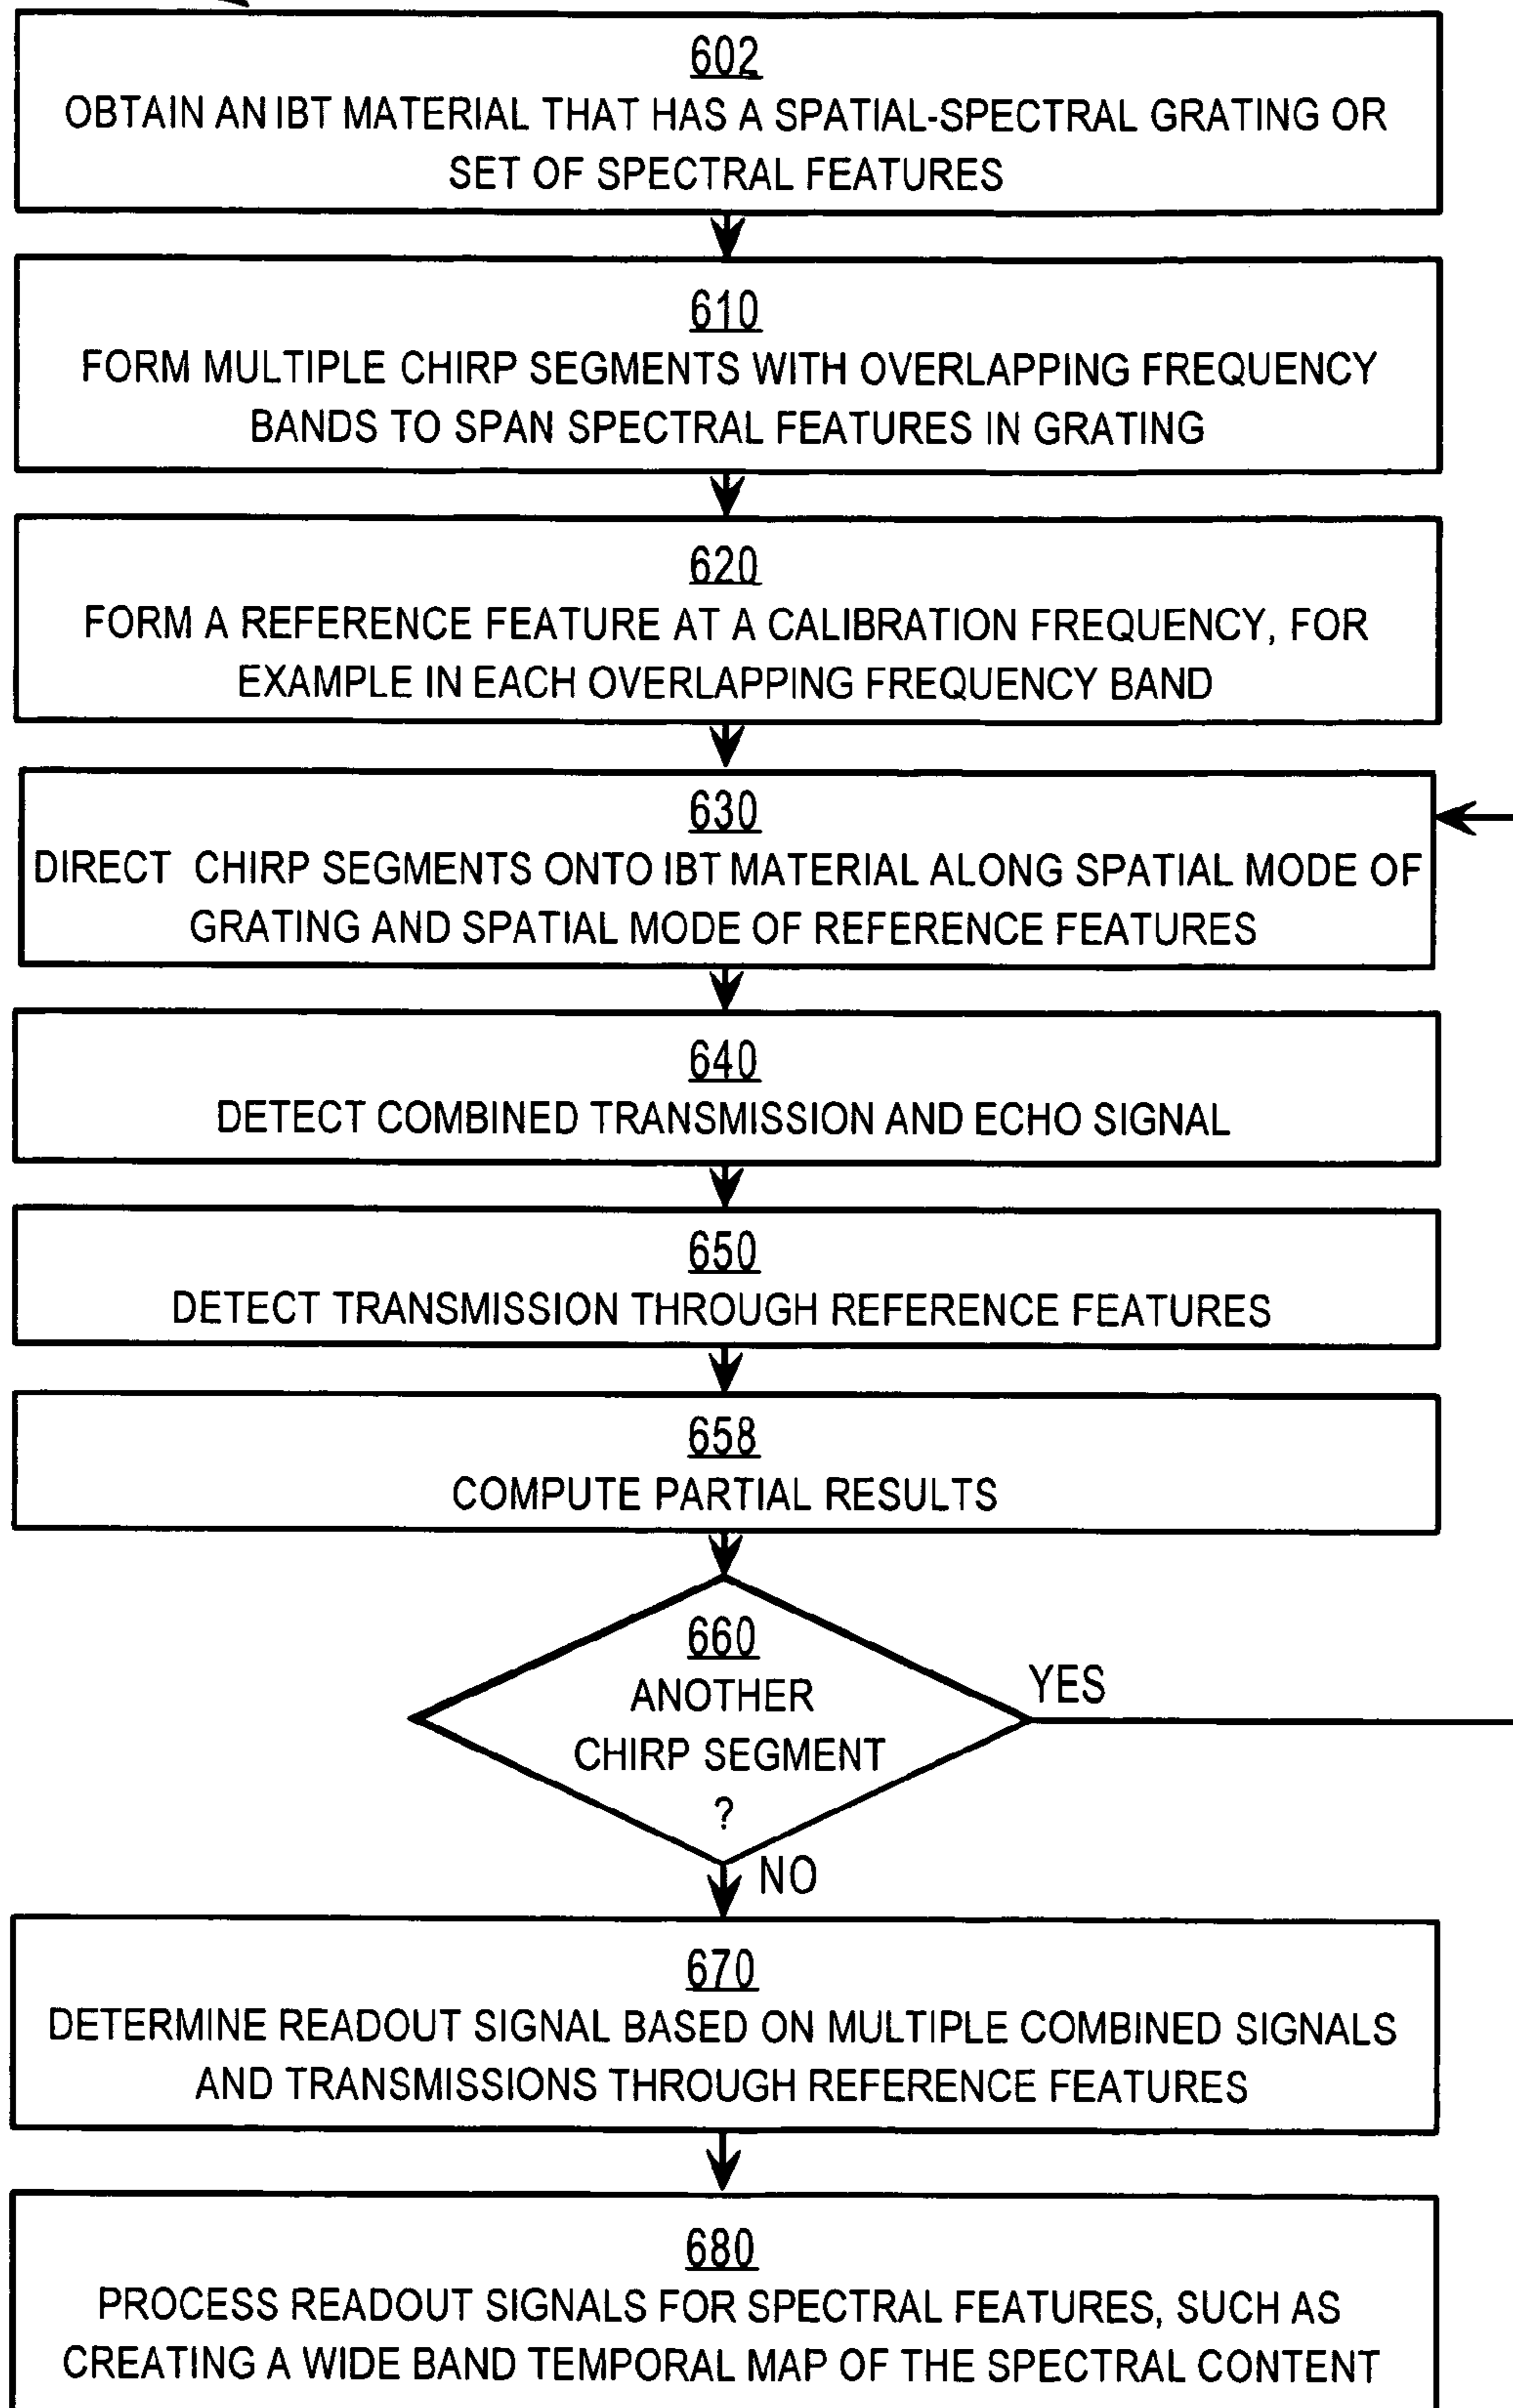 602
OBTAIN AN IBT MATERIAL THAT HAS A SPATIAL-SPECTRAL GRATING OR
SET OF SPECTRAL FEATURES
610
FORM MULTIPLE CHIRP SEGMENTS WITH OVERLAPPING FREQUENCY
BANDS TO SPAN SPECTRAL FEATURES IN GRATING
620
FORM A REFERENCE FEATURE AT A CALIBRATION FREQUENCY, FOR
EXAMPLE IN EACH OVERLAPPING FREQUENCY BAND
630
DIRECT CHIRP SEGMENTS ONTO IBT MATERIAL ALONG SPATIAL MODE OF
GRATING AND SPATIAL MODE OF REFERENCE FEATURES
640
DETECT COMBINED TRANSMISSION AND ECHO SIGNAL
650
DETECT TRANSMISSION THROUGH REFERENCE FEATURES
658
COMPUTE PARTIAL RESULTS
660
ANOTHER
CHIRP SEGMENT
?
YES
NO
670
DETERMINE READOUT SIGNAL BASED ON MULTIPLE COMBINED SIGNALS
AND TRANSMISSIONS THROUGH REFERENCE FEATURES
680
PROCESS READOUT SIGNALS FOR SPECTRAL FEATURES, SUCH AS
CREATING A WIDE BAND TEMPORAL MAP OF THE SPECTRAL CONTENT